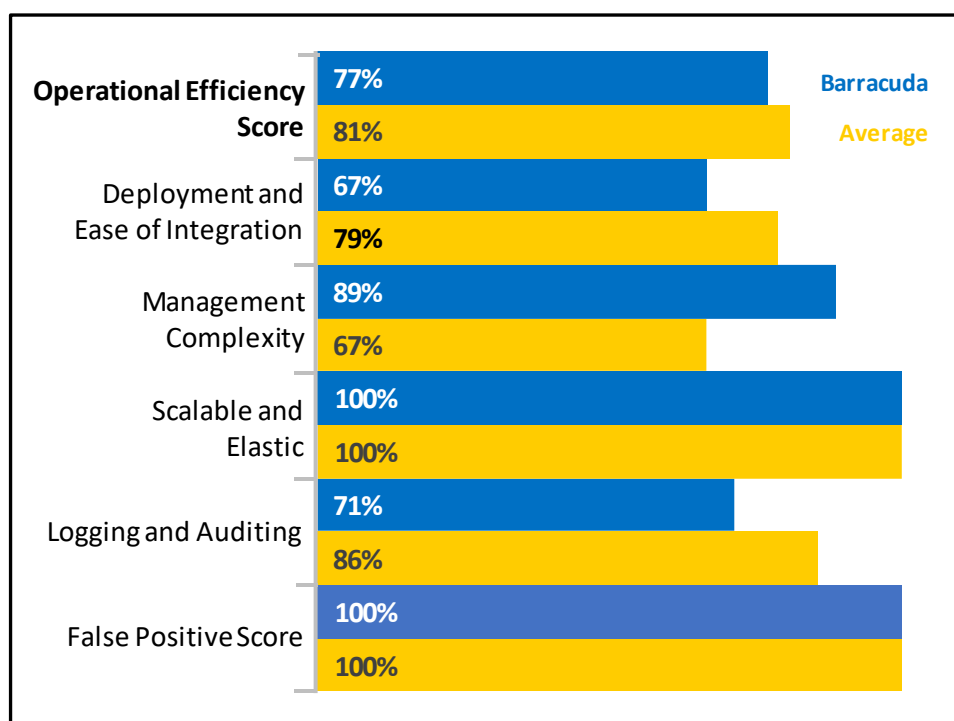 Operational Efficiency
Score
77%
81%
Barracuda
Average
Deployment and
Ease of Integration
67%
79%
Management
Complexity
89%
67%
Scalable and
Elastic
100%
100%
Logging and Auditing
71%
86%
False Positive Score
100%
100%